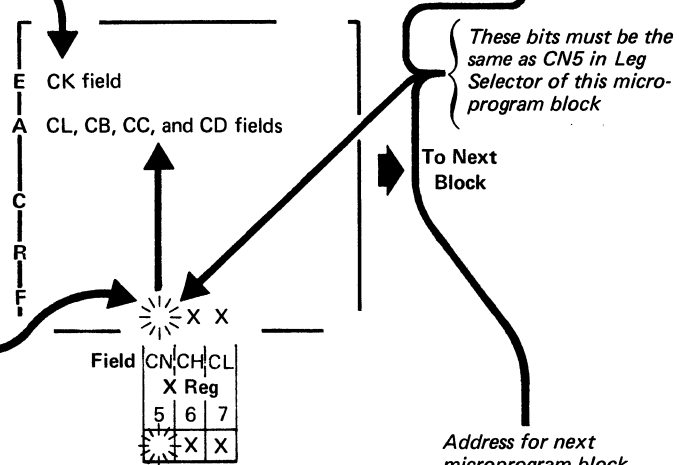 These bits must be the
same as CN5 in Leg
Selector of this micro-
program block
E CK field
A CL, CB, CC, and CD fields
To Next
Block
C
R
F
X X
Field CN CH CL
X Reg
5 6 7
X X
Address for next
microprogram block